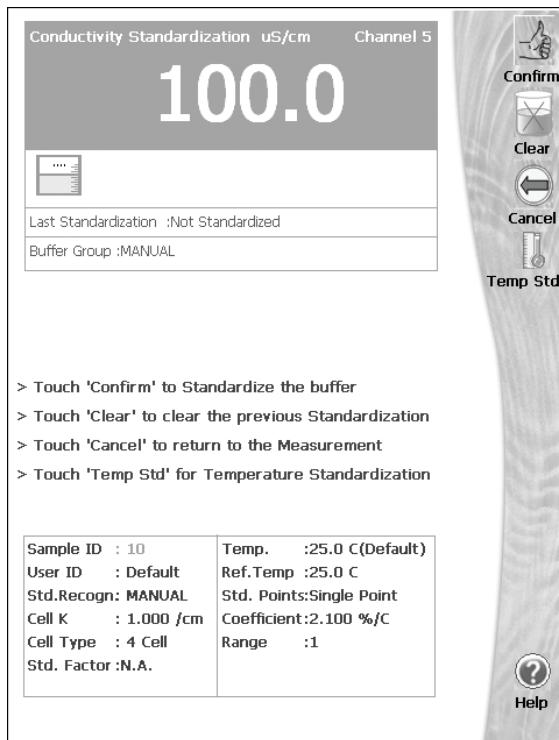 Conductivity Standardization uS/cm Channel 5
100.0
Last Standardization :Not Standardized
Buffer Group :MANUAL
Confirm
Clear
Cancel
Temp Std
> Touch 'Confirm' to Standardize the buffer
> Touch 'Clear' to clear the previous Standardization
> Touch 'Cancel' to return to the Measurement
> Touch 'Temp Std' for Temperature Standardization
Sample ID : 10
User ID : Default
Std.Recogn: MANUAL
Cell K : 1.000 /cm
Cell Type : 4 Cell
Std. Factor :N.A.
Temp. :25.0 C(Default)
Ref.Temp :25.0 C
Std. Points:Single Point
Coefficient:2.100 %/C
Range :1
Help